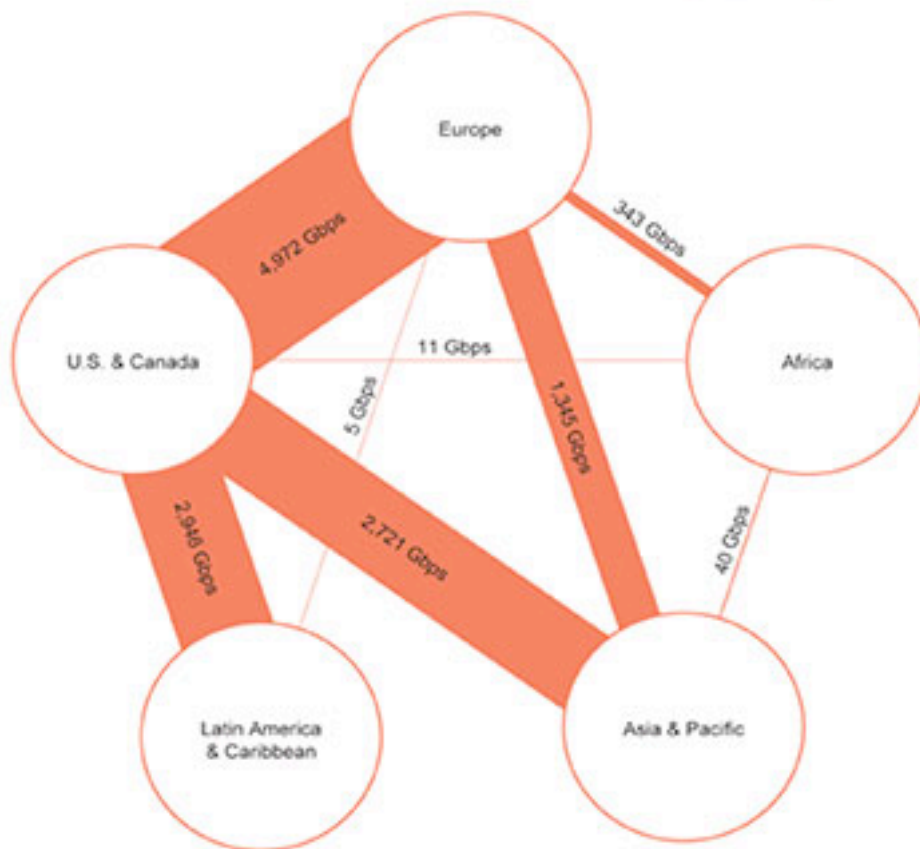 Europe
4,972 Gbps
343 Gbps
U.S. & Canada
11 Gbps
Africa
5 Gbps
1,345 Gbps
2,946 Gbps
2,721 Gbps
40 Gbps
Latin America
& Caribbean
Asia & Pacific